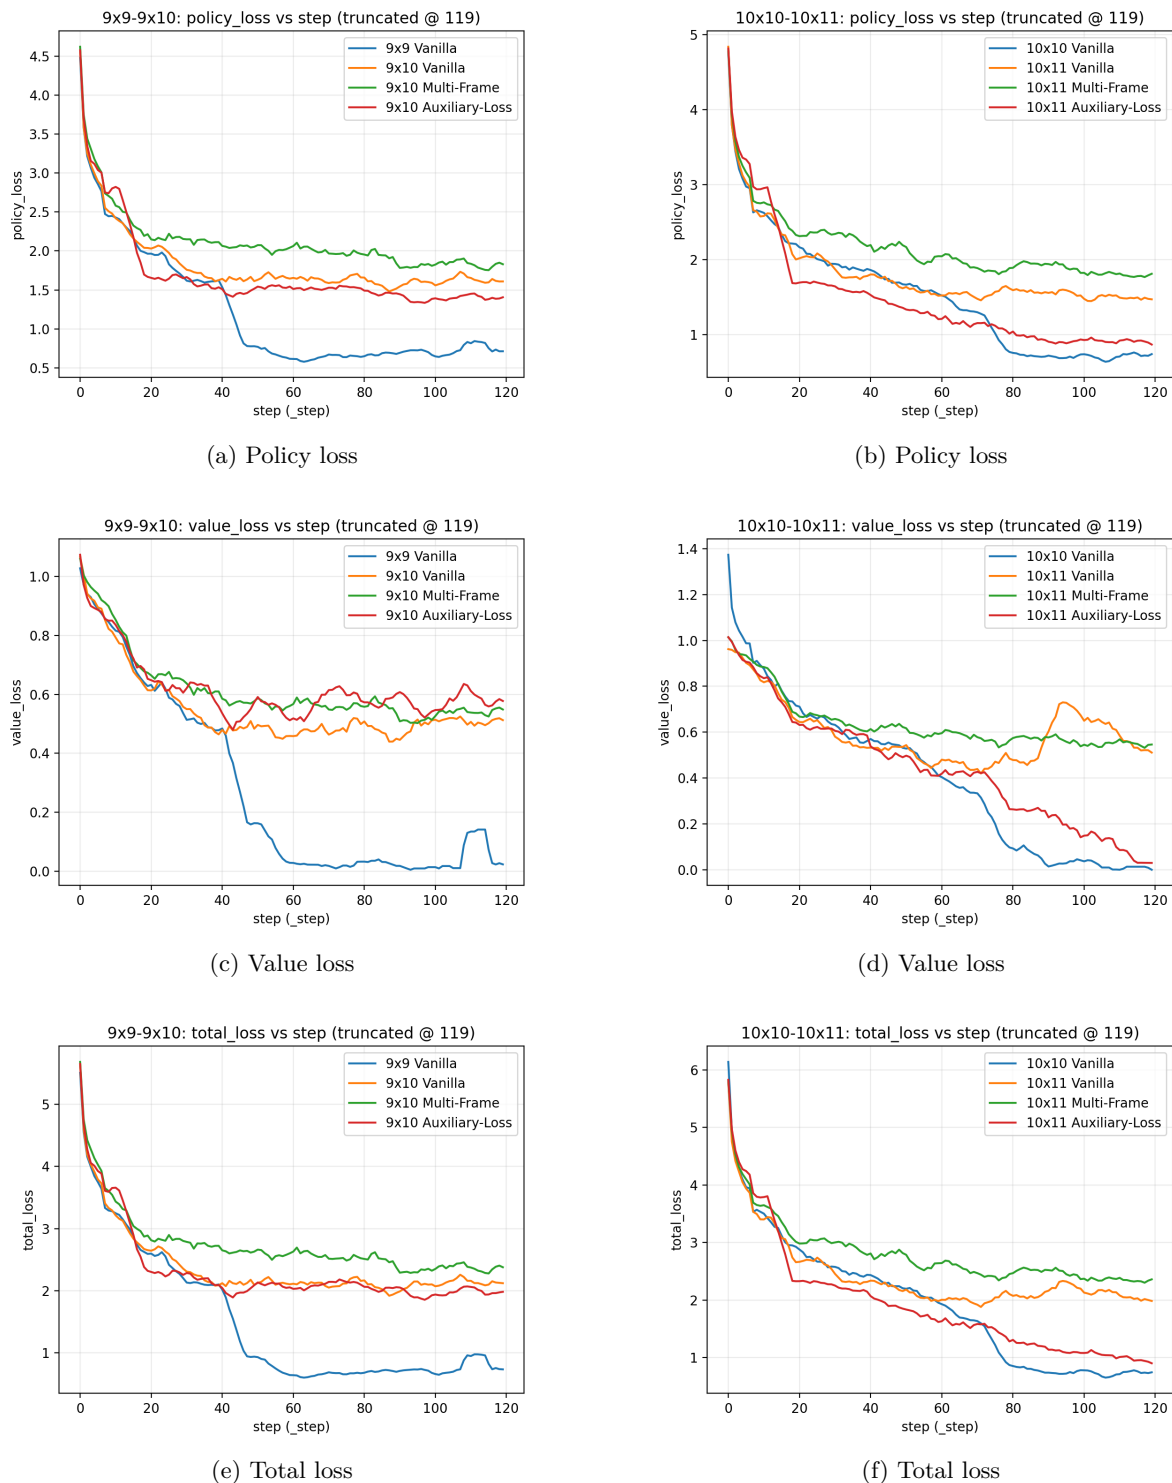 9x9-9x10: policy_loss vs step (truncated @ 119)
policy_loss
4.5
4.0
3.5
3.0
2.5
2.0
1.5
1.0
0.5
9x9 Vanilla
9x10 Vanilla
9x10 Multi-Frame
9x10 Auxiliary-Loss
0 20 40 60 80 100 120
step (_step)
(a) Policy loss
10x10-10x11: policy_loss vs step (truncated @ 119)
policy_loss
5
4
3
2
1
10x10 Vanilla
10x11 Vanilla
10x11 Multi-Frame
10x11 Auxiliary-Loss
0 20 40 60 80 100 120
step (_step)
(b) Policy loss
9x9-9x10: value_loss vs step (truncated @ 119)
value_loss
1.0
0.8
0.6
0.4
0.2
0.0
9x9 Vanilla
9x10 Vanilla
9x10 Multi-Frame
9x10 Auxiliary-Loss
0 20 40 60 80 100 120
step (_step)
(c) Value loss
10x10-10x11: value_loss vs step (truncated @ 119)
value_loss
1.4
1.2
1.0
0.8
0.6
0.4
0.2
0.0
10x10 Vanilla
10x11 Vanilla
10x11 Multi-Frame
10x11 Auxiliary-Loss
0 20 40 60 80 100 120
step (_step)
(d) Value loss
9x9-9x10: total_loss vs step (truncated @ 119)
total_loss
5
4
3
2
1
9x9 Vanilla
9x10 Vanilla
9x10 Multi-Frame
9x10 Auxiliary-Loss
0 20 40 60 80 100 120
step (_step)
(e) Total loss
10x10-10x11: total_loss vs step (truncated @ 119)
total_loss
6
5
4
3
2
1
10x10 Vanilla
10x11 Vanilla
10x11 Multi-Frame
10x11 Auxiliary-Loss
0 20 40 60 80 100 120
step (_step)
(f) Total loss